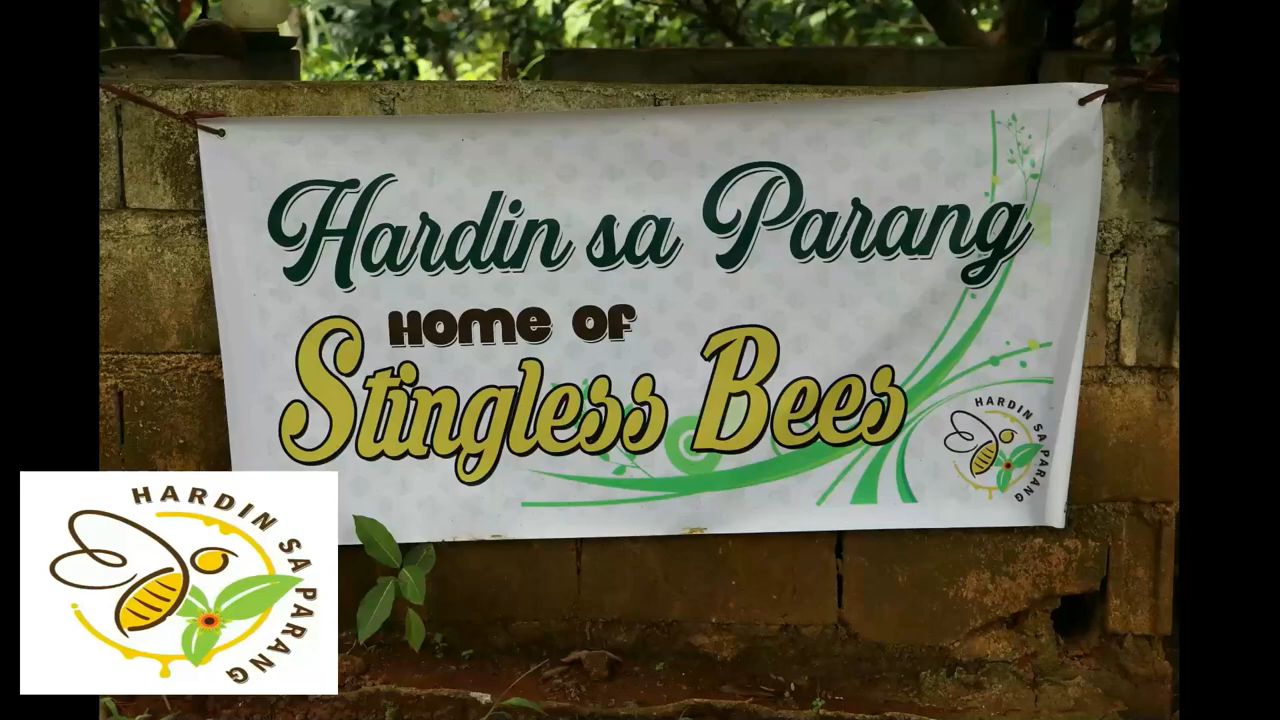 Hardin sa Parang
HOME OF
Stingless Bees
HARDIN SA PARANG
HARDIN SA PARANG